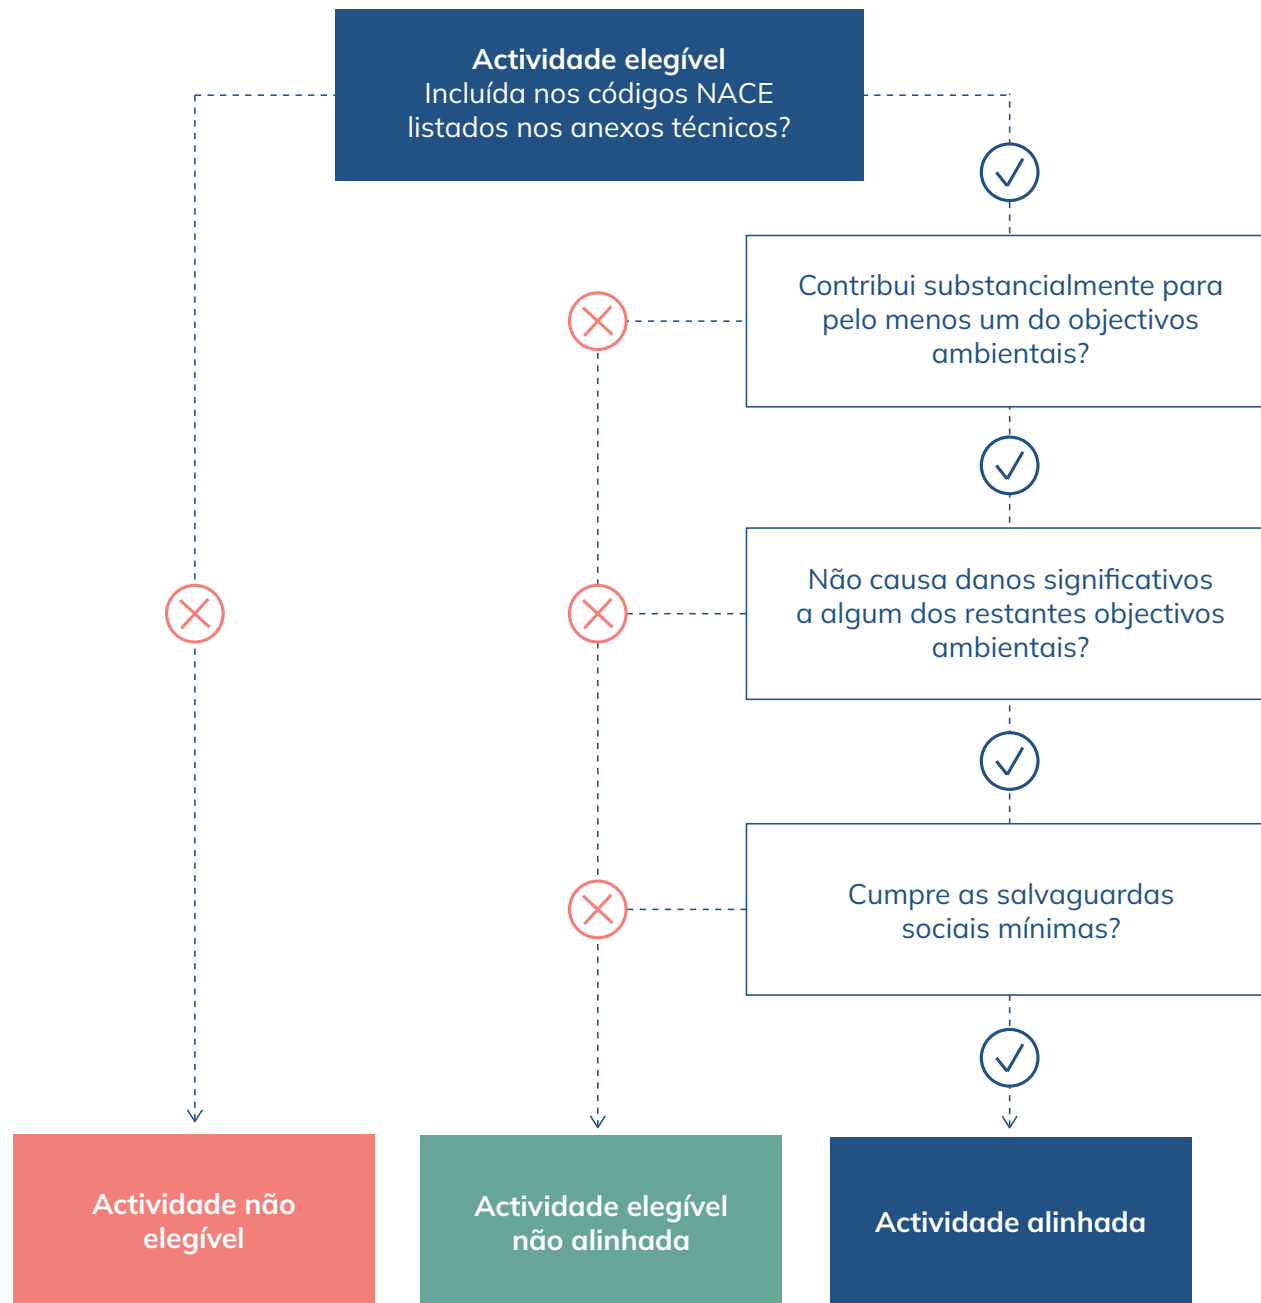 Actividade elegível
Incluída nos códigos NACE
listados nos anexos técnicos?
Contribui substancialmente para
pelo menos um do objectivos
ambientais?
Não causa danos significativos
a algum dos restantes objectivos
ambientais?
Cumpre as salvaguardas
sociais mínimas?
Actividade não
elegível
Actividade elegível
não alinhada
Actividade alinhada